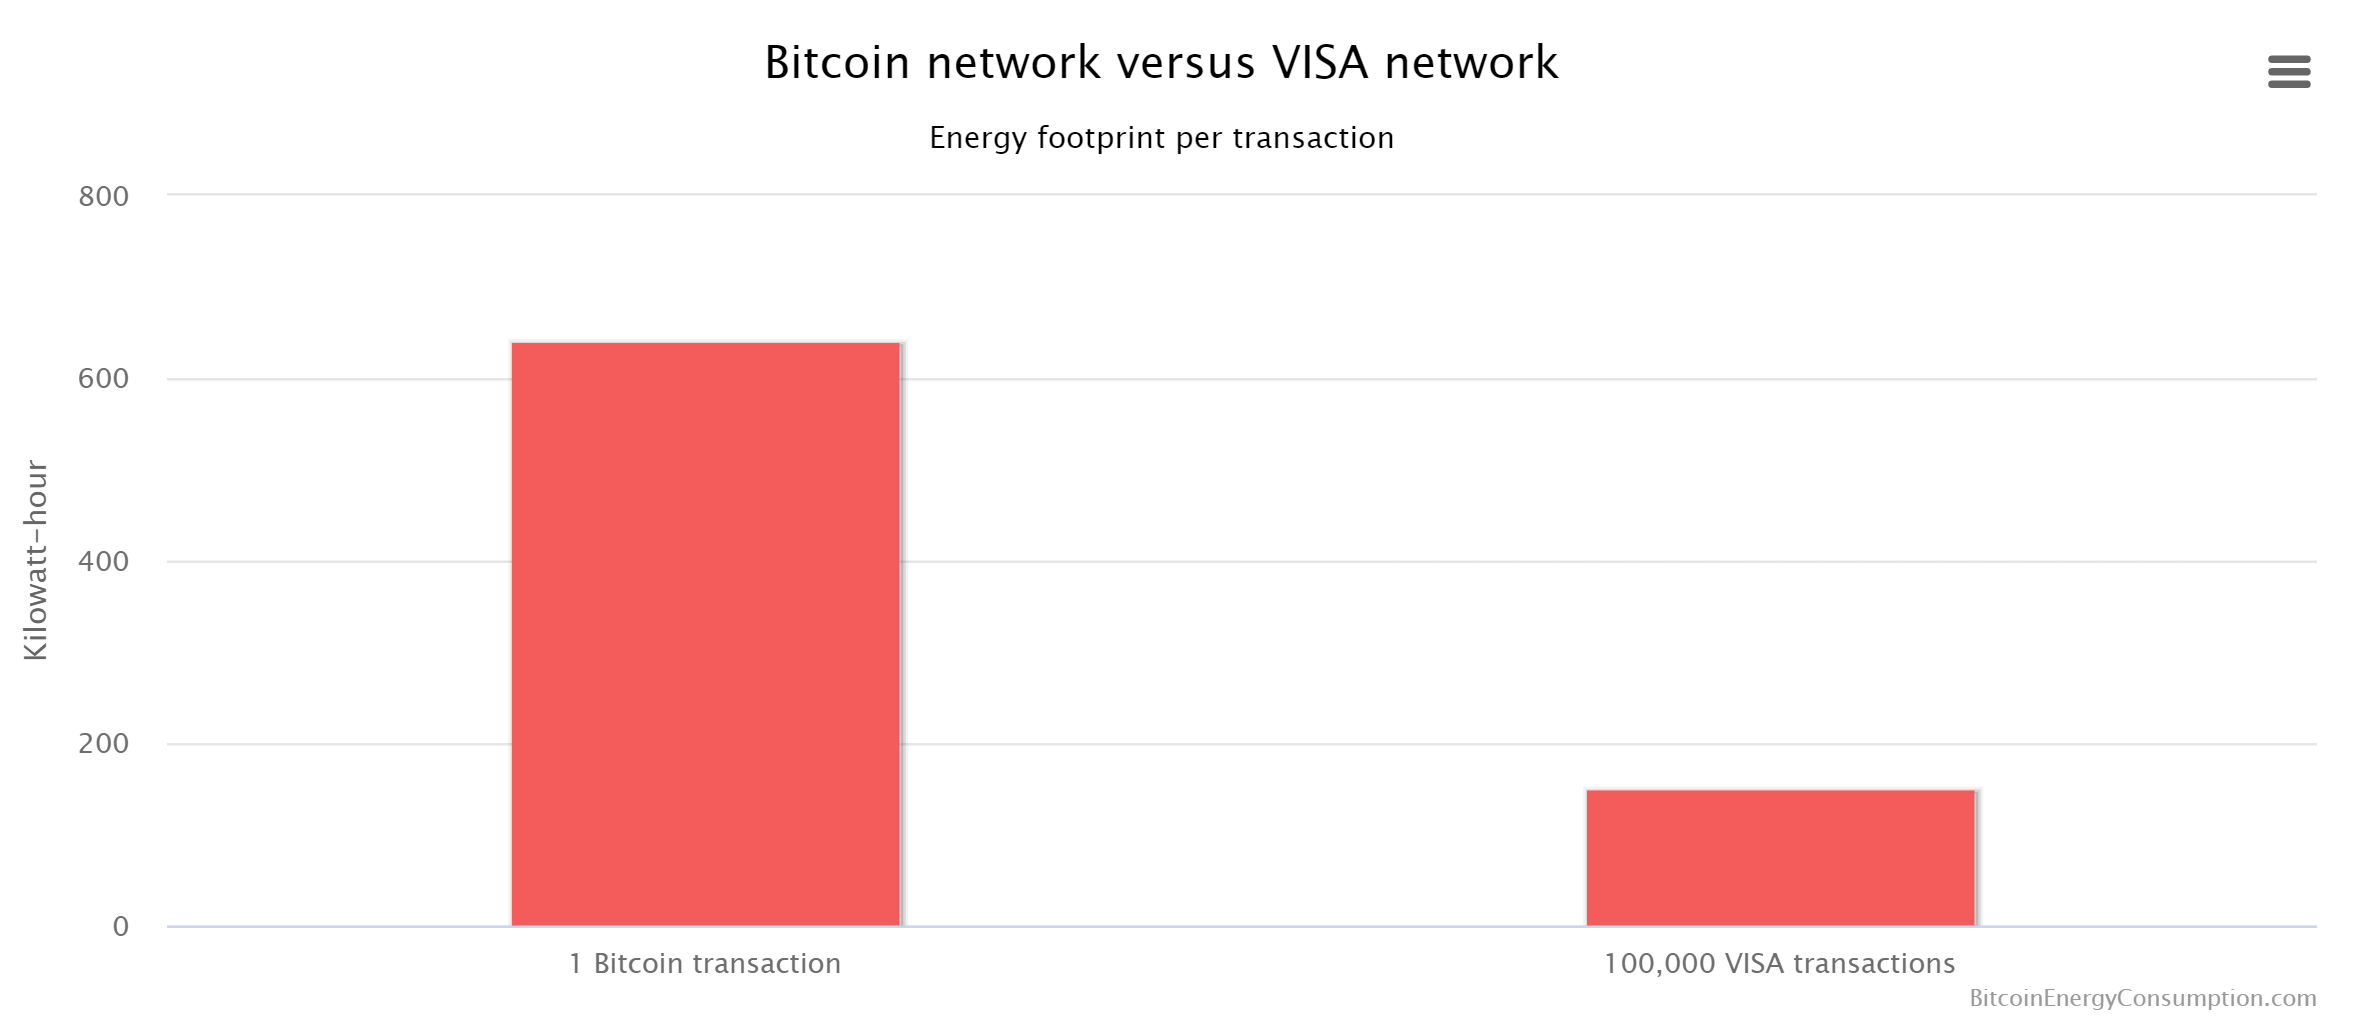 Bitcoin network versus VISA network
Energy footprint per transaction
800
600
400
200
0
Kilowatt-hour
1 Bitcoin transaction
100,000 VISA transactions
BitcoinEnergyConsumption.com